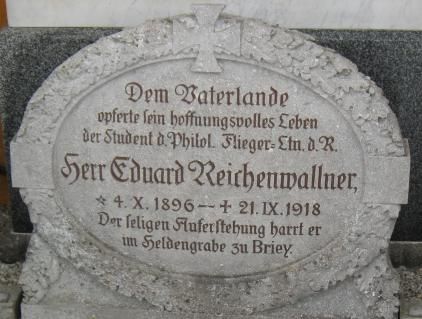 Dem Vaterlande
opferte sein hoffnungsvolles Leben
der Student d. Philol. Flieger-Ltn. d. R.
Herr Eduard Reichenwallner,
* 4. X. 1896 — + 21. IX. 1918
Der seligen Auferstehung harrt er
im Heldengrabe zu Briey.